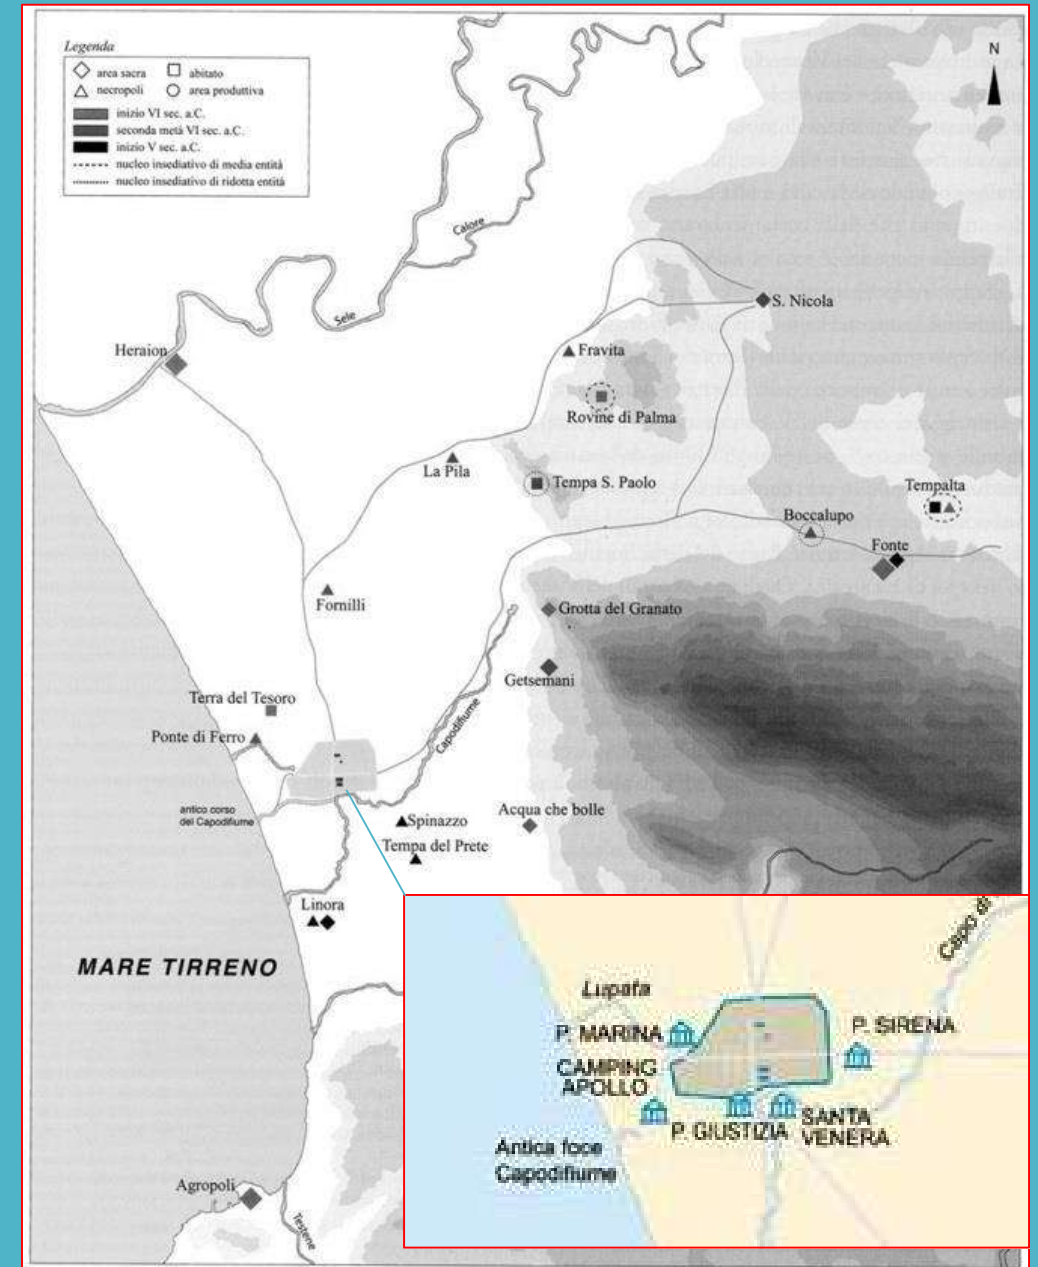 Legenda
area sacra
abitato
necropoli
area produttiva
inizio VI sec. a.C.
seconda metà VI sec. a.C.
inizio V sec. a.C.
nucleo insediativo di media entità
nucleo insediativo di ridotta entità
N
Calore
S. Nicola
Sele
Heraion
Fravita
Rovine di Palma
La Pila
Tempa S. Paolo
Tempalta
Boccalupo
Fonte
Fornilli
Grotta del Granato
Getsemani
Terra del Tesoro
Ponte di Ferro
Capodifiume
antico corso
del Capodifiume
Acqua che bolle
Spinazzo
Tempa del Prete
Linora
MARE TIRRENO
Agropoli
Testene
Capo di
Lupata
P. MARINA
P. SIRENA
CAMPING
APOLLO
P. GIUSTIZIA
SANTA
VENERA
Antica foce
Capodifiume